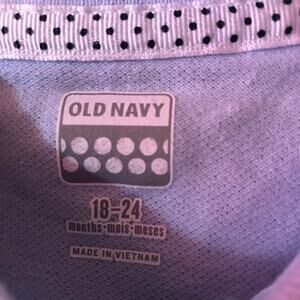 OLD NAVY
18-24
months·mois·meses
MADE IN VIETNAM